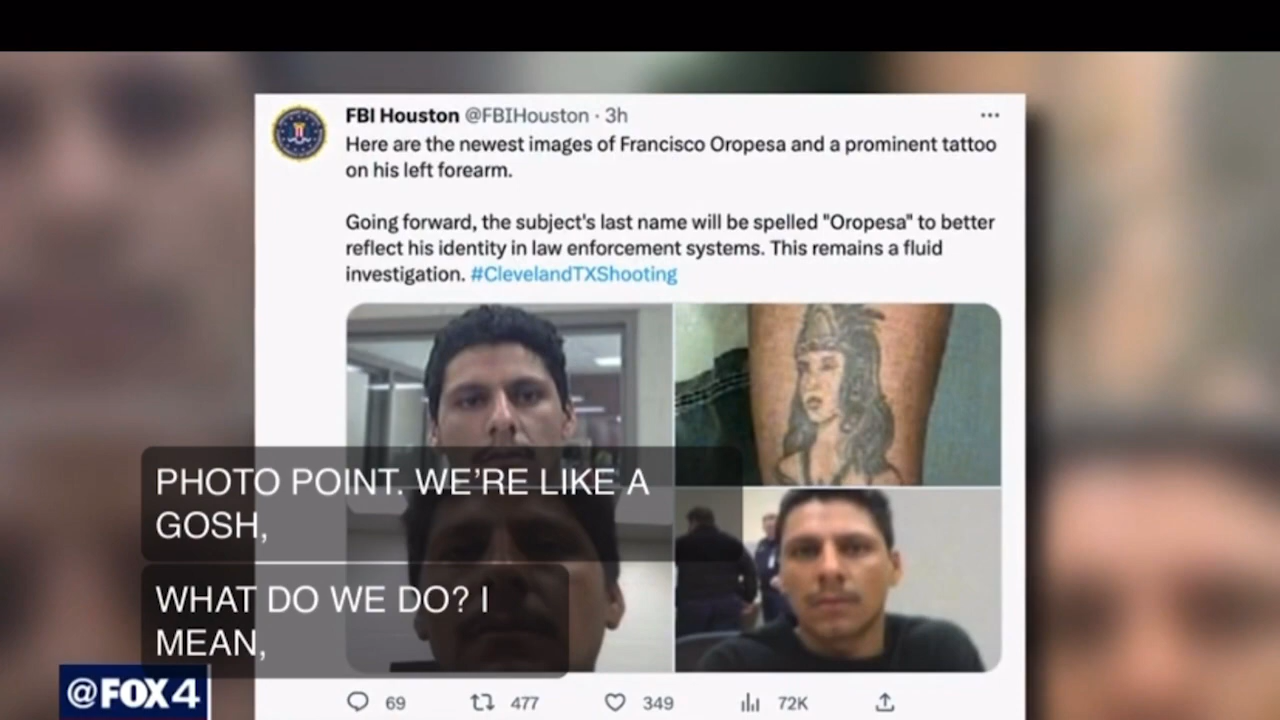 FBI Houston @FBIHouston · 3h
Here are the newest images of Francisco Oropesa and a prominent tattoo
on his left forearm.
Going forward, the subject's last name will be spelled "Oropesa" to better
reflect his identity in law enforcement systems. This remains a fluid
investigation. #ClevelandTXShooting
PHOTO POINT. WE'RE LIKE A
GOSH,
WHAT DO WE DO? I
MEAN,
@FOX 4
69 477 349 72K